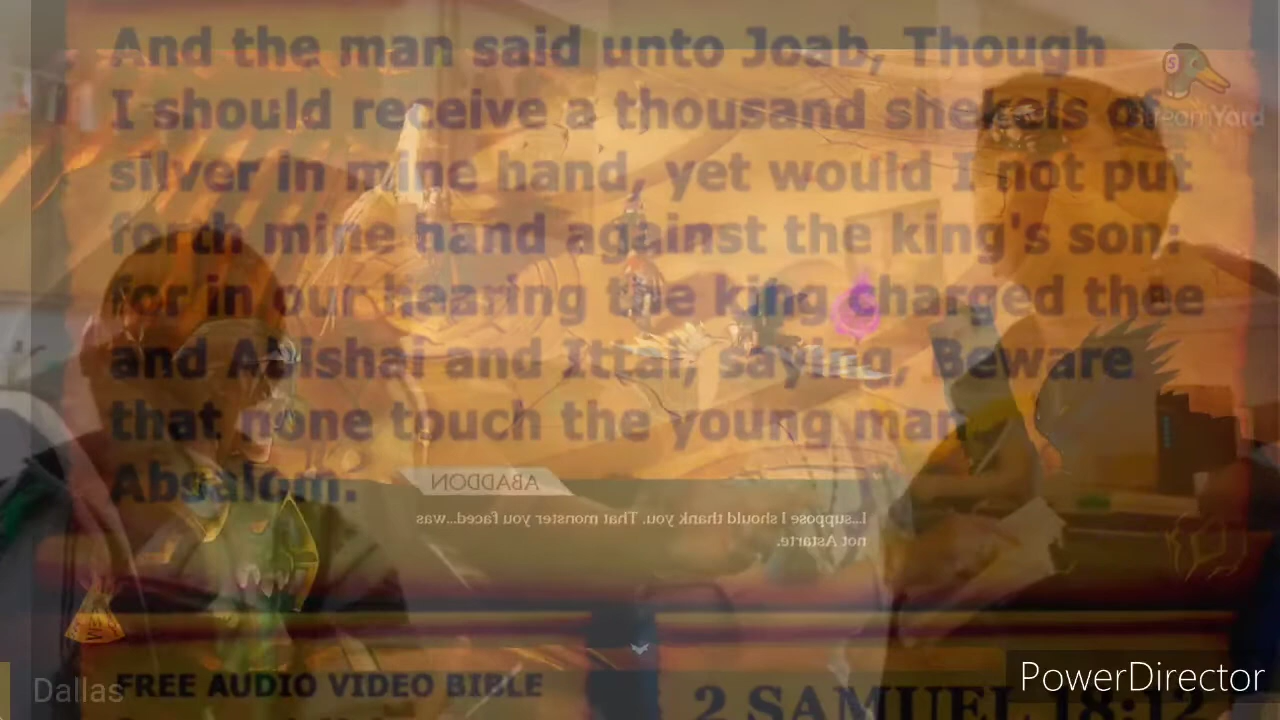 And the man said unto Joab, Though
I should receive a thousand shekels of
silver in mine hand, yet would I not put
forth mine hand against the king's son:
for in our hearing the king charged thee
and Abishai and Ittai, saying, Beware
that none touch the young man
Absalom.
StreamYard
ABADDON
I...suppose I should thank you. That monster you faced...was
not Astarte.
Dallas
FREE AUDIO VIDEO BIBLE
2 SAMUEL 18:12
PowerDirector